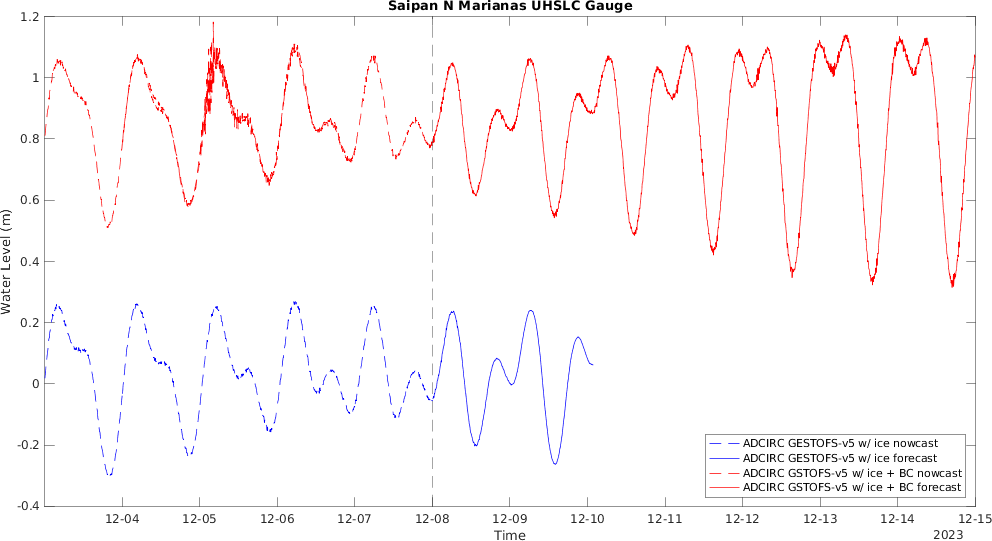 Saipan N Marianas UHSLC Gauge
1.2
1
0.8
0.6
0.4
0.2
0
-0.2
-0.4
Water Level (m)
ADCIRC GESTOFS-v5 w/ ice nowcast
ADCIRC GESTOFS-v5 w/ ice forecast
ADCIRC GSTOFS-v5 w/ ice + BC nowcast
ADCIRC GSTOFS-v5 w/ ice + BC forecast
12-04 12-05 12-06 12-07 12-08 12-09 12-10 12-11 12-12 12-13 12-14 12-15
Time
2023